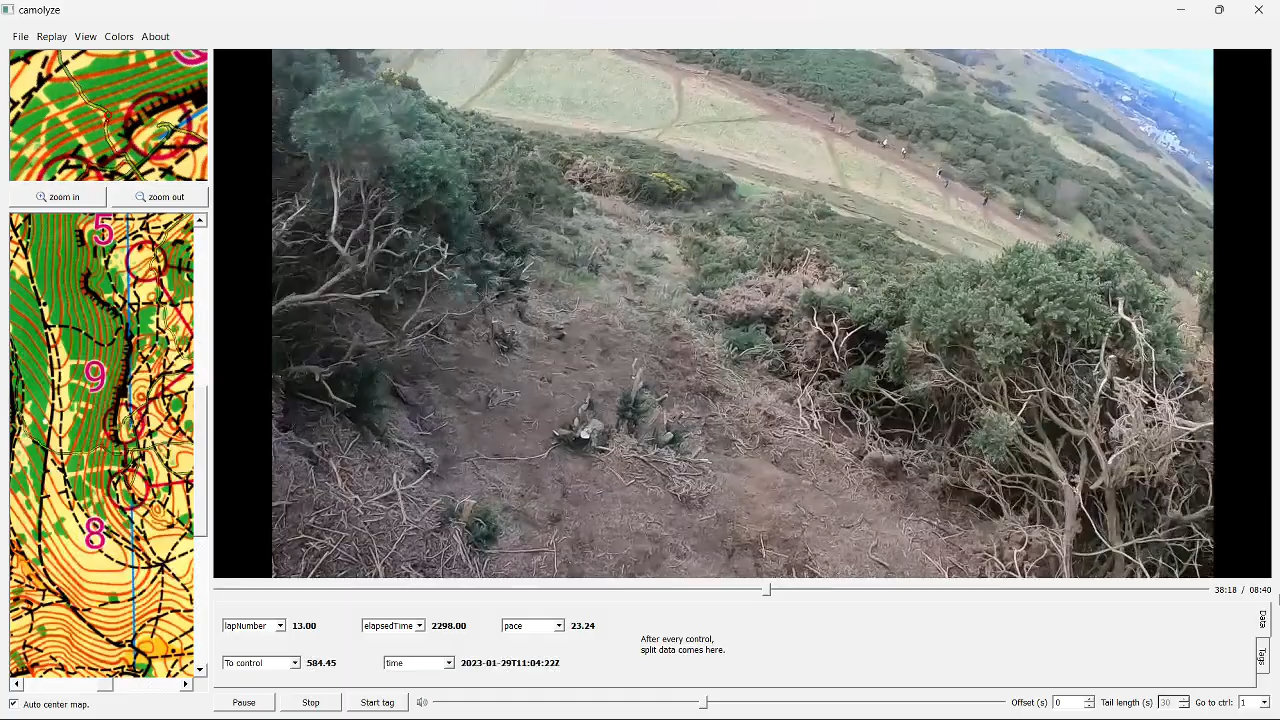 camolyze
File Replay View Colors About
zoom in zoom out
5
9
8
38:18 / 08:40
lapNumber 13.00 elapsedTime 2298.00 pace 23.24
After every control,
split data comes here.
To control 584.45 time 2023-01-29T11:04:22Z
Data
Tags
Auto center map.
Pause Stop Start tag Offset (s) 0 Tail length (s) 30 Go to ctrl: 1